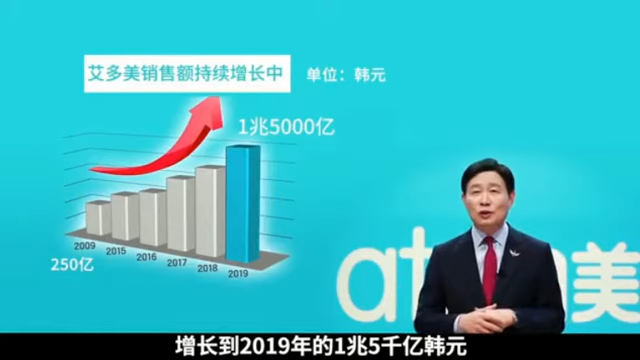 艾多美销售额持续增长中
单位：韩元
1兆5000亿
2009
2015
2016
2017
2018
2019
250亿
at
美
增长到2019年的1兆5千亿韩元